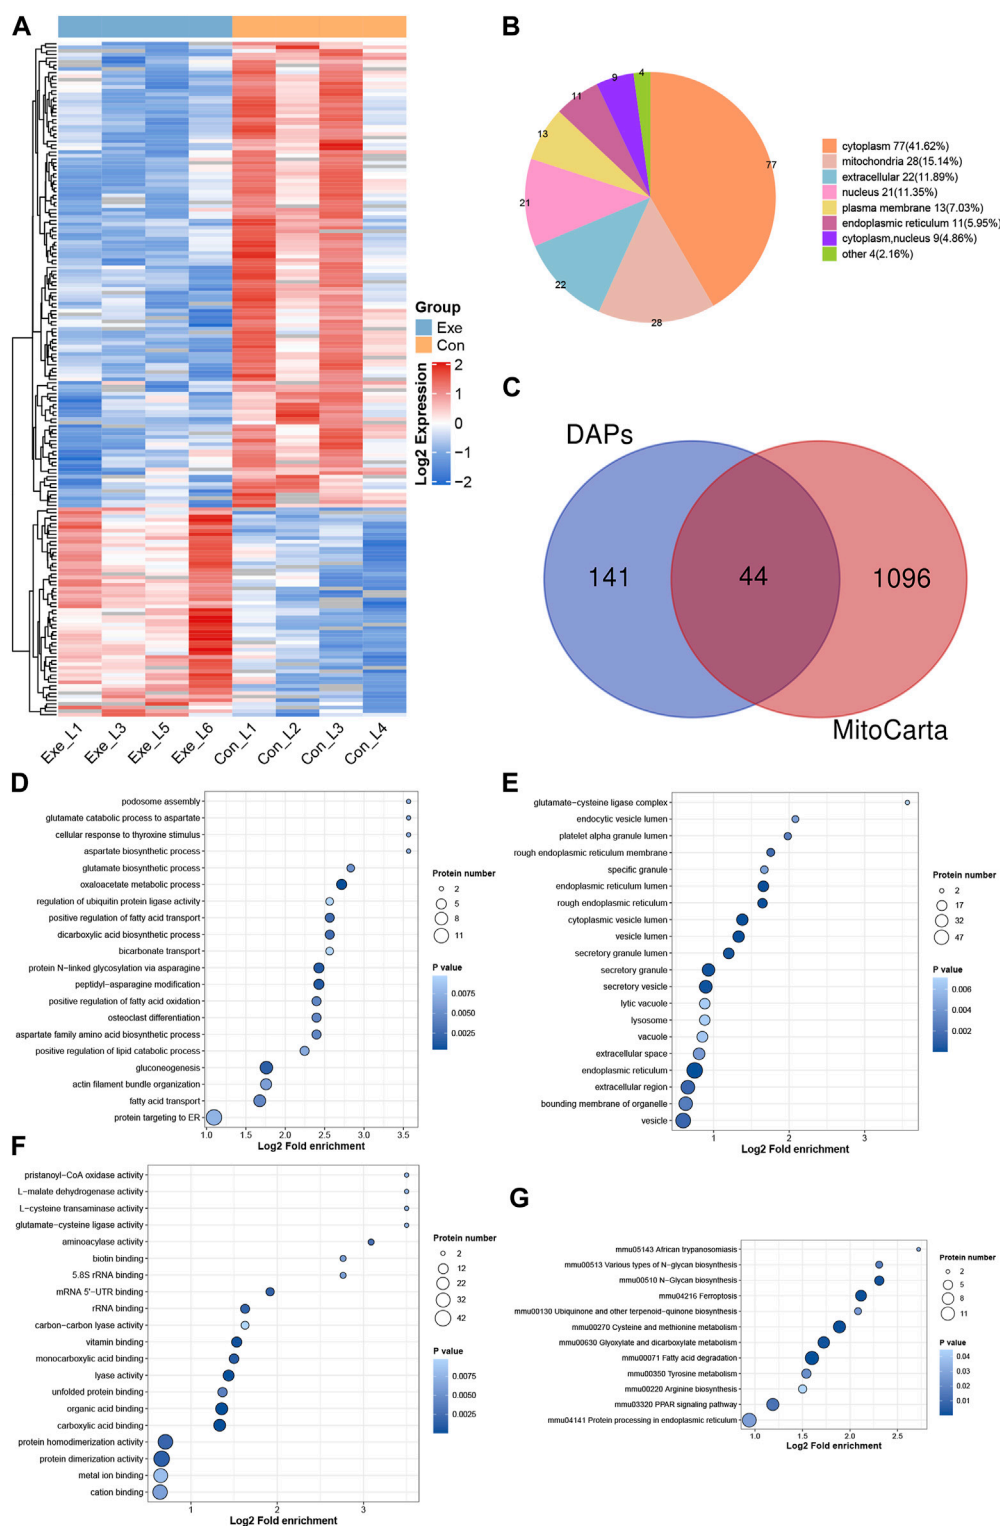 A
Group
Exe
Con
Log2 Expression
2
1
0
−1
−2
Exe_L1
Exe_L3
Exe_L5
Exe_L6
Con_L1
Con_L2
Con_L3
Con_L4
B
4
9
11
13
21
22
28
77
cytoplasm 77(41.62%)
mitochondria 28(15.14%)
extracellular 22(11.89%)
nucleus 21(11.35%)
plasma membrane 13(7.03%)
endoplasmic reticulum 11(5.95%)
cytoplasm,nucleus 9(4.86%)
other 4(2.16%)
C
DAPs
141
44
1096
MitoCarta
D
podosome assembly
glutamate catabolic process to aspartate
cellular response to thyroxine stimulus
aspartate biosynthetic process
glutamate biosynthetic process
oxaloacetate metabolic process
regulation of ubiquitin protein ligase activity
positive regulation of fatty acid transport
dicarboxylic acid biosynthetic process
bicarbonate transport
protein N−linked glycosylation via asparagine
peptidyl−asparagine modification
positive regulation of fatty acid oxidation
osteoclast differentiation
aspartate family amino acid biosynthetic process
positive regulation of lipid catabolic process
gluconeogenesis
actin filament bundle organization
fatty acid transport
protein targeting to ER
1.0 1.5 2.0 2.5 3.0 3.5
Log2 Fold enrichment
Protein number
2
5
8
11
P value
0.0075
0.0050
0.0025
E
glutamate−cysteine ligase complex
endocytic vesicle lumen
platelet alpha granule lumen
rough endoplasmic reticulum membrane
specific granule
endoplasmic reticulum lumen
rough endoplasmic reticulum
cytoplasmic vesicle lumen
vesicle lumen
secretory granule lumen
secretory granule
secretory vesicle
lytic vacuole
lysosome
vacuole
extracellular space
endoplasmic reticulum
extracellular region
bounding membrane of organelle
vesicle
1 2 3
Log2 Fold enrichment
Protein number
2
17
32
47
P value
0.006
0.004
0.002
F
pristanoyl−CoA oxidase activity
L−malate dehydrogenase activity
L−cysteine transaminase activity
glutamate−cysteine ligase activity
aminoacylase activity
biotin binding
5.8S rRNA binding
mRNA 5'−UTR binding
rRNA binding
carbon−carbon lyase activity
vitamin binding
monocarboxylic acid binding
lyase activity
unfolded protein binding
organic acid binding
carboxylic acid binding
protein homodimerization activity
protein dimerization activity
metal ion binding
cation binding
1 2 3
Log2 Fold enrichment
Protein number
2
12
22
32
42
P value
0.0075
0.0050
0.0025
G
mmu05143 African trypanosomiasis
mmu00513 Various types of N−glycan biosynthesis
mmu00510 N−Glycan biosynthesis
mmu04216 Ferroptosis
mmu00130 Ubiquinone and other terpenoid−quinone biosynthesis
mmu00270 Cysteine and methionine metabolism
mmu00630 Glyoxylate and dicarboxylate metabolism
mmu00071 Fatty acid degradation
mmu00350 Tyrosine metabolism
mmu00220 Arginine biosynthesis
mmu03320 PPAR signaling pathway
mmu04141 Protein processing in endoplasmic reticulum
1.0 1.5 2.0 2.5
Log2 Fold enrichment
Protein number
2
5
8
11
P value
0.04
0.03
0.02
0.01